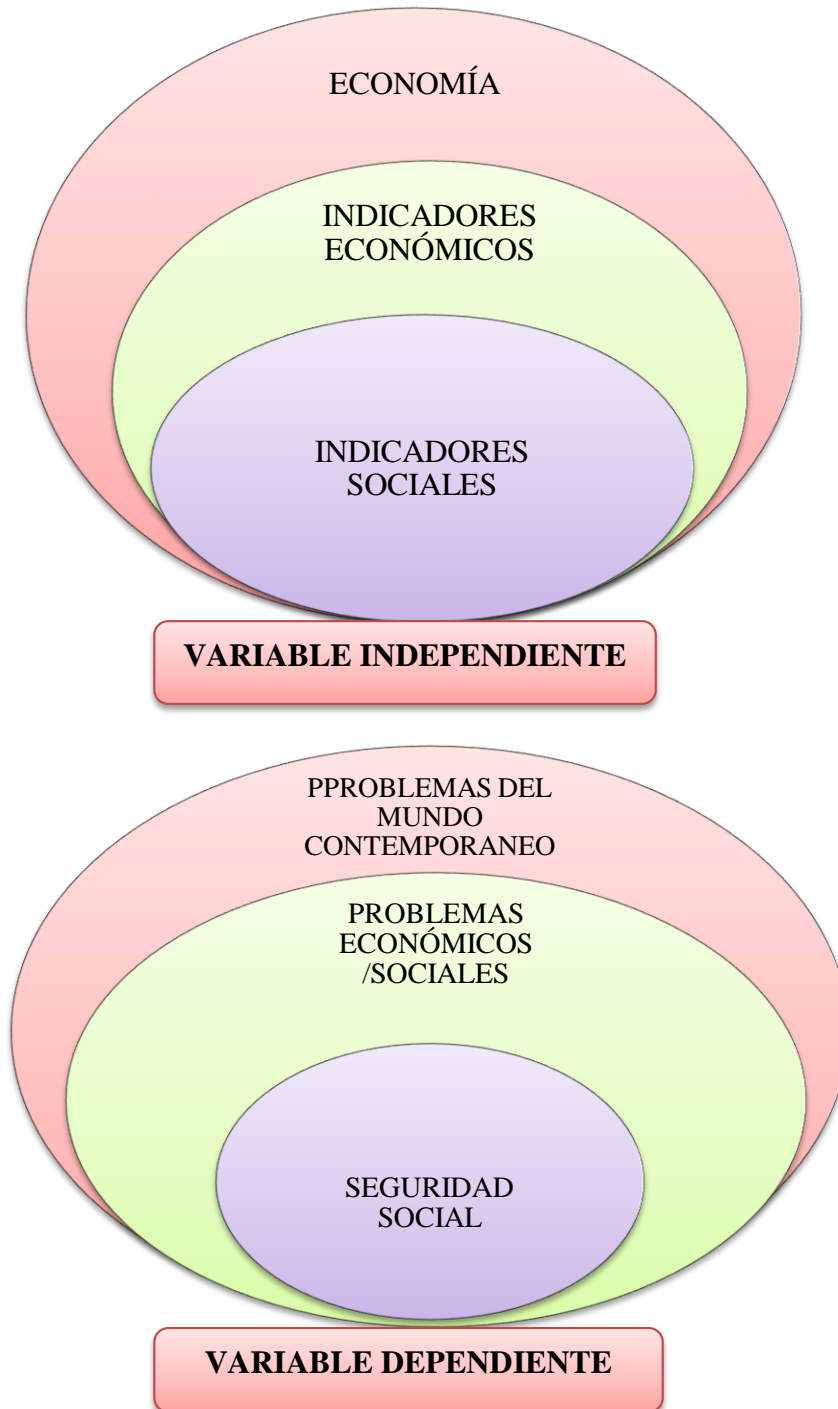 ECONOMÍA
INDICADORES
ECONÓMICOS
INDICADORES
SOCIALES
VARIABLE INDEPENDIENTE
PPROBLEMAS DEL
MUNDO
CONTEMPORANEO
PROBLEMAS
ECONÓMICOS
/SOCIALES
SEGURIDAD
SOCIAL
VARIABLE DEPENDIENTE